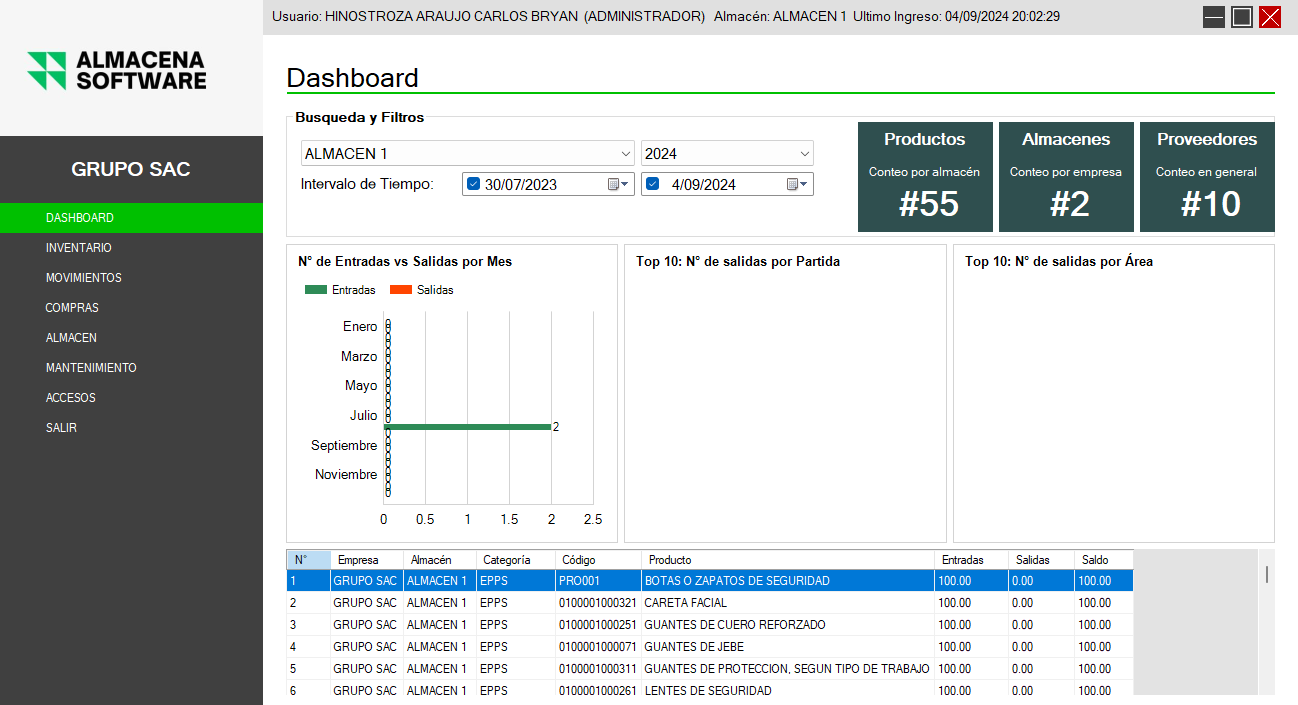 Usuario: HINOSTROZA ARAUJO CARLOS BRYAN (ADMINISTRADOR) Almacén: ALMACEN 1 Ultimo Ingreso: 04/09/2024 20:02:29
ALMACENA
SOFTWARE
GRUPO SAC
DASHBOARD
INVENTARIO
MOVIMIENTOS
COMPRAS
ALMACEN
MANTENIMIENTO
ACCESOS
SALIR
Dashboard
Busqueda y Filtros
ALMACEN 1 2024
Intervalo de Tiempo: 30/07/2023 4/09/2024
Productos
Conteo por almacén
#55
Almacenes
Conteo por empresa
#2
Proveedores
Conteo en general
#10
N° de Entradas vs Salidas por Mes
Entradas Salidas
Enero
Marzo
Mayo
Julio
2
Septiembre
Noviembre
0 0.5 1 1.5 2 2.5
Top 10: N° de salidas por Partida
Top 10: N° de salidas por Área
N° Empresa Almacén Categoría Código Producto Entradas Salidas Saldo
1 GRUPO SAC ALMACEN 1 EPPS PRO001 BOTAS O ZAPATOS DE SEGURIDAD 100.00 0.00 100.00
2 GRUPO SAC ALMACEN 1 EPPS 0100001000321 CARETA FACIAL 100.00 0.00 100.00
3 GRUPO SAC ALMACEN 1 EPPS 0100001000251 GUANTES DE CUERO REFORZADO 100.00 0.00 100.00
4 GRUPO SAC ALMACEN 1 EPPS 0100001000071 GUANTES DE JEBE 100.00 0.00 100.00
5 GRUPO SAC ALMACEN 1 EPPS 0100001000311 GUANTES DE PROTECCION, SEGUN TIPO DE TRABAJO 100.00 0.00 100.00
6 GRUPO SAC ALMACEN 1 EPPS 0100001000261 LENTES DE SEGURIDAD 100.00 0.00 100.00